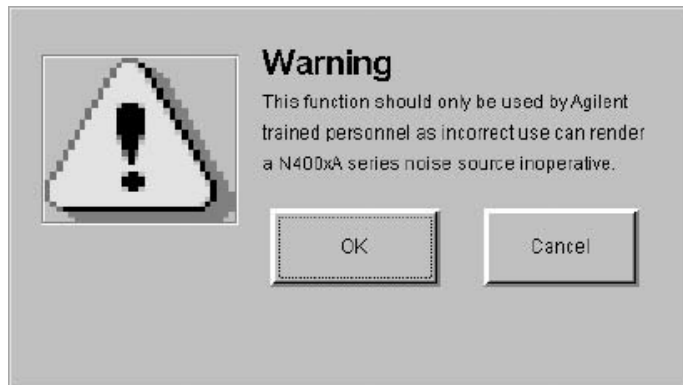 Warning
This function should only be used by Agilent
trained personnel as incorrect use can render
a N400xA series noise source inoperative.
OK
Cancel